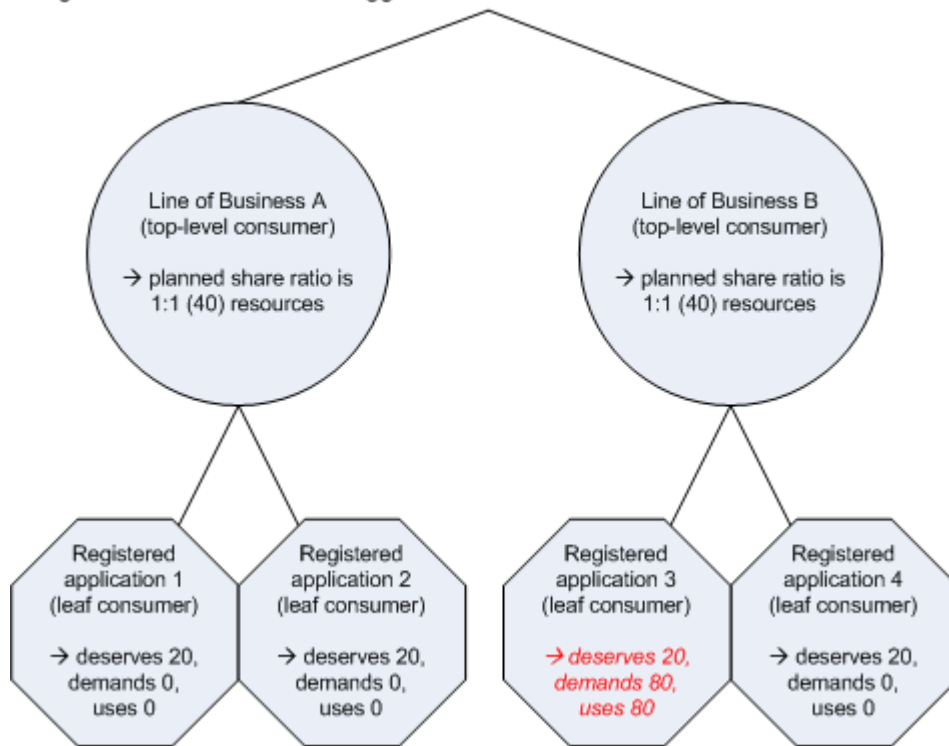 Line of Business A
(top-level consumer)
→ planned share ratio is
1:1 (40) resources
Line of Business B
(top-level consumer)
→ planned share ratio is
1:1 (40) resources
Registered
application 1
(leaf consumer)
→ deserves 20,
demands 0,
uses 0
Registered
application 2
(leaf consumer)
→ deserves 20,
demands 0,
uses 0
Registered
application 3
(leaf consumer)
→ deserves 20,
demands 80,
uses 80
Registered
application 4
(leaf consumer)
→ deserves 20,
demands 0,
uses 0